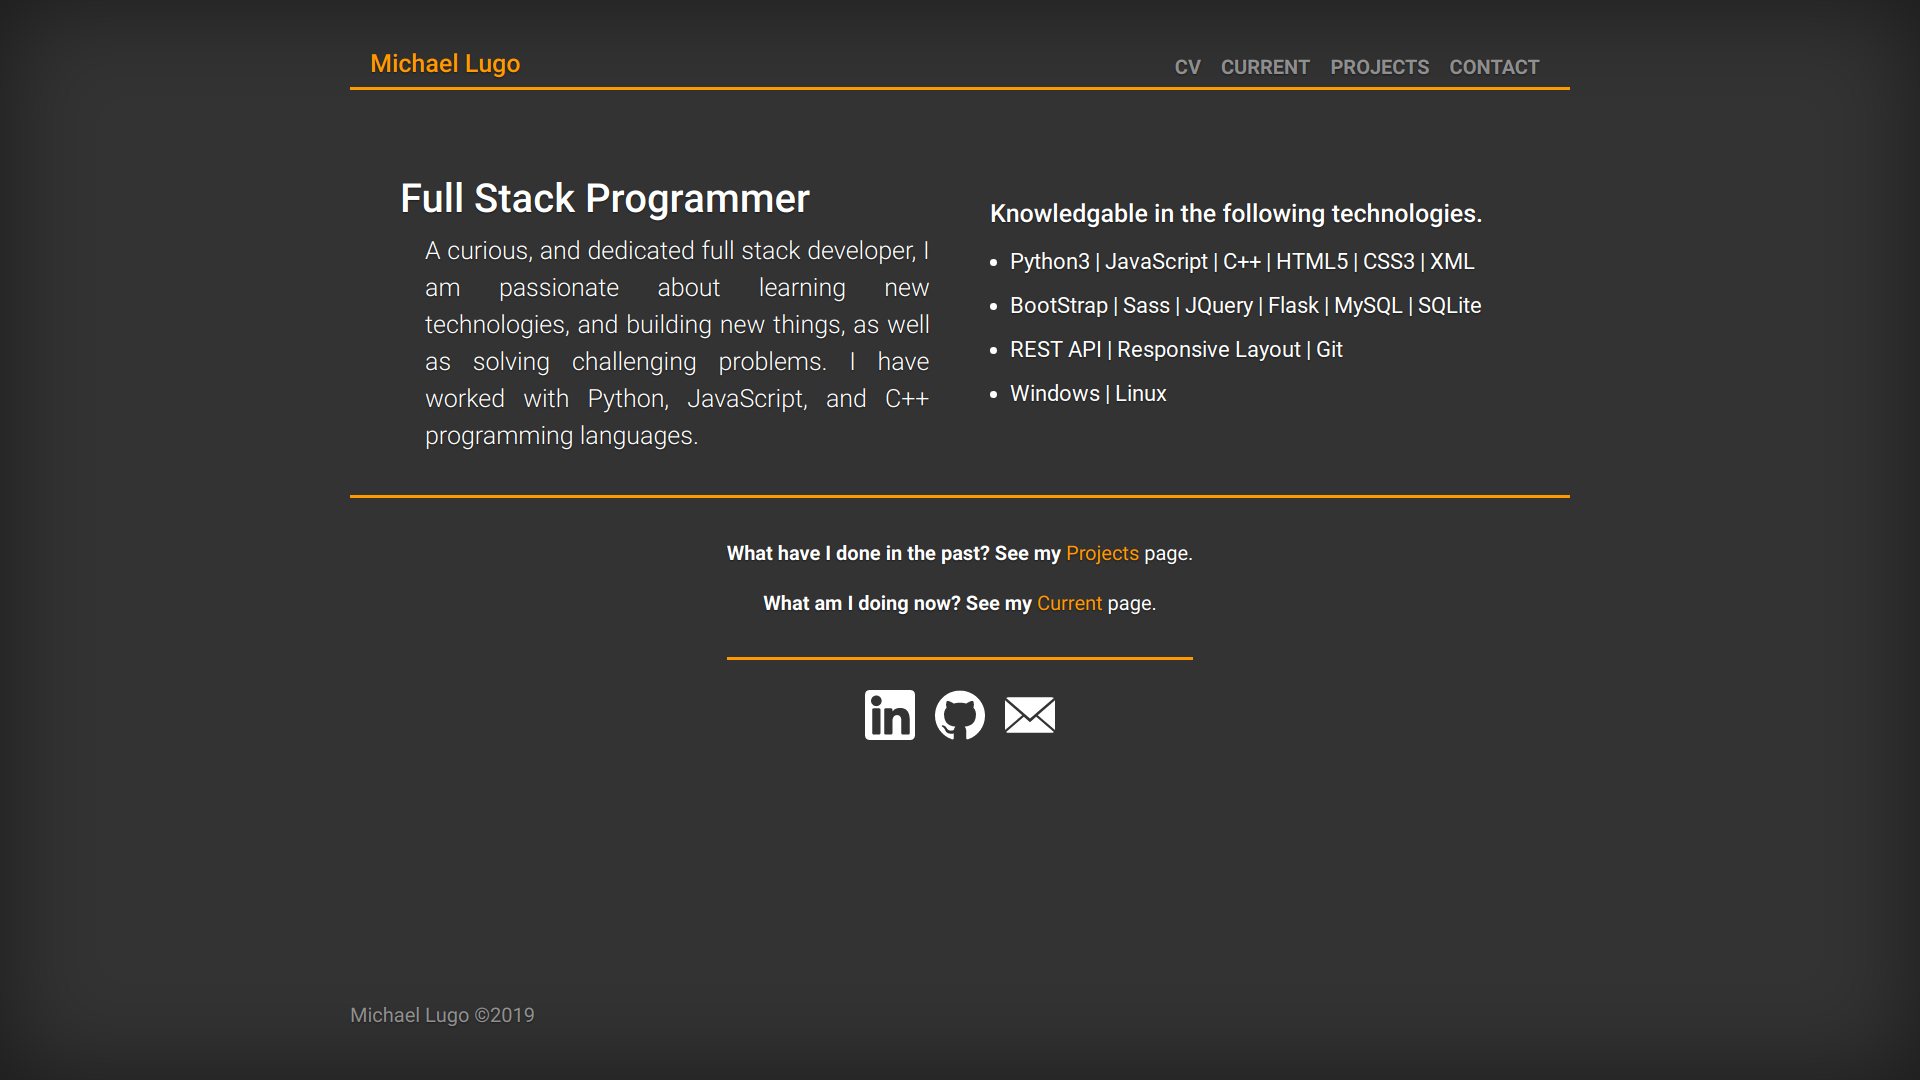 Michael Lugo
CV CURRENT PROJECTS CONTACT
Full Stack Programmer
A curious, and dedicated full stack developer, I
am passionate about learning new
technologies, and building new things, as well
as solving challenging problems. I have
worked with Python, JavaScript, and C++
programming languages.
Knowledgable in the following technologies.
Python3 | JavaScript | C++ | HTML5 | CSS3 | XML
BootStrap | Sass | JQuery | Flask | MySQL | SQLite
REST API | Responsive Layout | Git
Windows | Linux
What have I done in the past? See my Projects page.
What am I doing now? See my Current page.
in
Michael Lugo ©2019